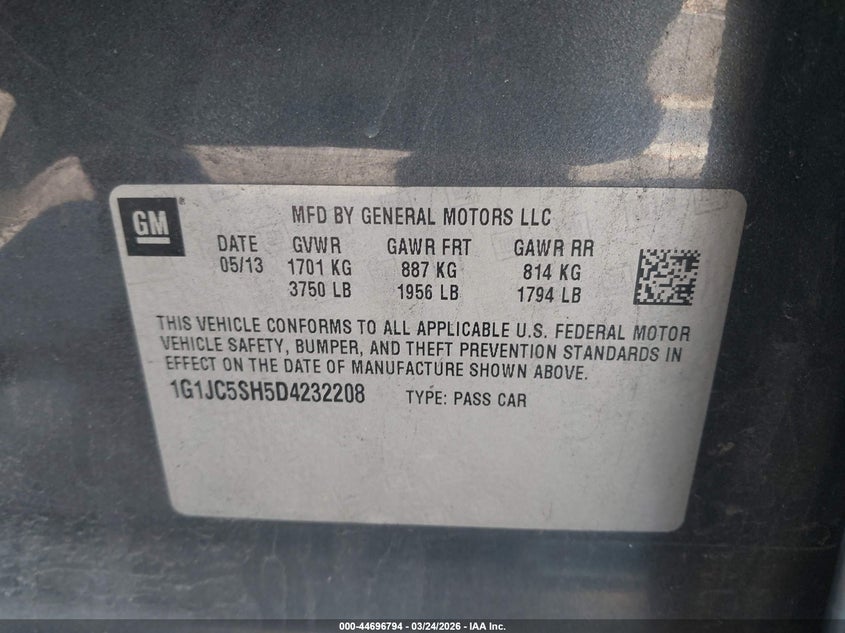 GM®
MFD BY GENERAL MOTORS LLC
DATE GVWR GAWR FRT GAWR RR
05/13 1701 KG 887 KG 814 KG
3750 LB 1956 LB 1794 LB
THIS VEHICLE CONFORMS TO ALL APPLICABLE U.S. FEDERAL MOTOR
VEHICLE SAFETY, BUMPER, AND THEFT PREVENTION STANDARDS IN
EFFECT ON THE DATE OF MANUFACTURE SHOWN ABOVE.
1G1JC5SH5D4232208 TYPE: PASS CAR
000-44696794 - 03/24/2026 - IAA Inc.